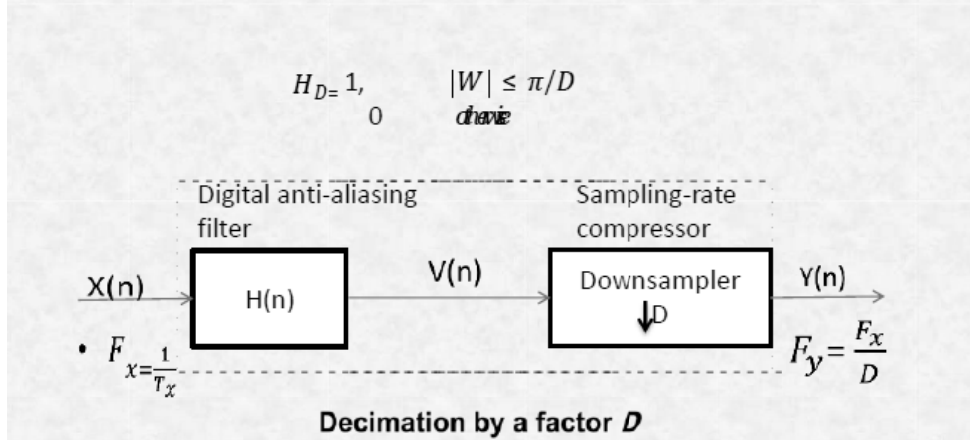 H_D= 1, |W| ≤ π/D
0
Digital anti-aliasing filter
Sampling-rate compressor
X(n)
H(n)
V(n)
Downsampler
↓D
Y(n)
• F_x=1/T_x
F_y=F_x/D
Decimation by a factor D